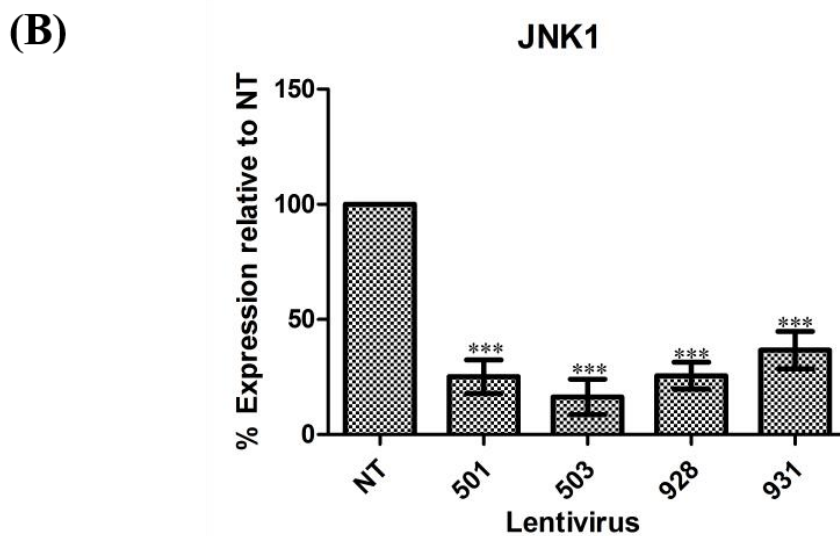 (B)
JNK1
% Expression relative to NT
150
100
50
0
***
***
***
***
NT
501
503
928
931
Lentivirus